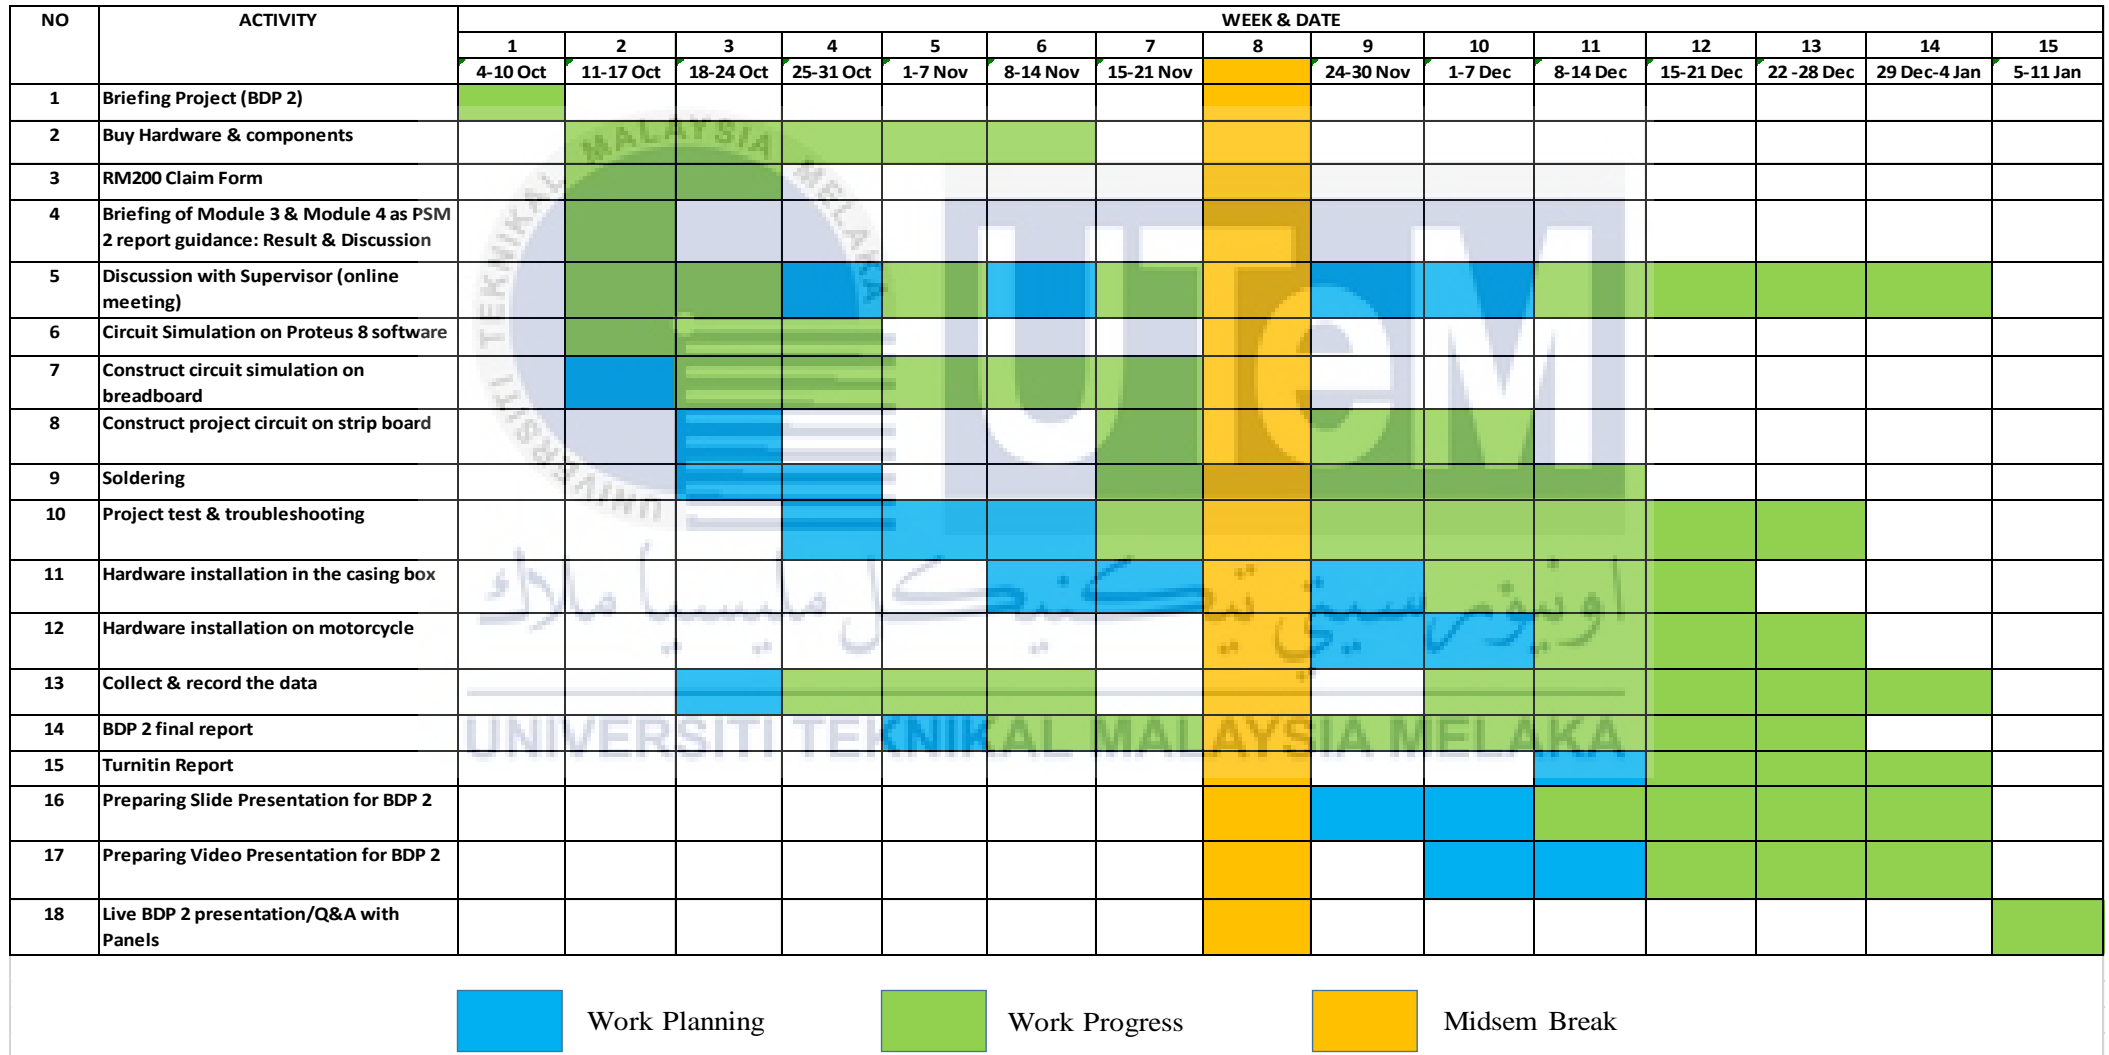 NO ACTIVITY WEEK & DATE
1 2 3 4 5 6 7 8 9 10 11 12 13 14 15
4-10 Oct 11-17 Oct 18-24 Oct 25-31 Oct 1-7 Nov 8-14 Nov 15-21 Nov 24-30 Nov 1-7 Dec 8-14 Dec 15-21 Dec 22 -28 Dec 29 Dec-4 Jan 5-11 Jan
1 Briefing Project (BDP 2)
2 Buy Hardware & components
3 RM200 Claim Form
4 Briefing of Module 3 & Module 4 as PSM
2 report guidance: Result & Discussion
5 Discussion with Supervisor (online
meeting)
6 Circuit Simulation on Proteus 8 software
7 Construct circuit simulation on
breadboard
8 Construct project circuit on strip board
9 Soldering
10 Project test & troubleshooting
11 Hardware installation in the casing box
12 Hardware installation on motorcycle
13 Collect & record the data
14 BDP 2 final report
15 Turnitin Report
16 Preparing Slide Presentation for BDP 2
17 Preparing Video Presentation for BDP 2
18 Live BDP 2 presentation/Q&A with
Panels
UNIVERSITI TEKNIKAL MALAYSIA MELAKA
UTeM
اونيۏرسيتي تيكنيكل مليسيا ملاك
UNIVERSITI TEKNIKAL MALAYSIA MELAKA
Work Planning
Work Progress
Midsem Break